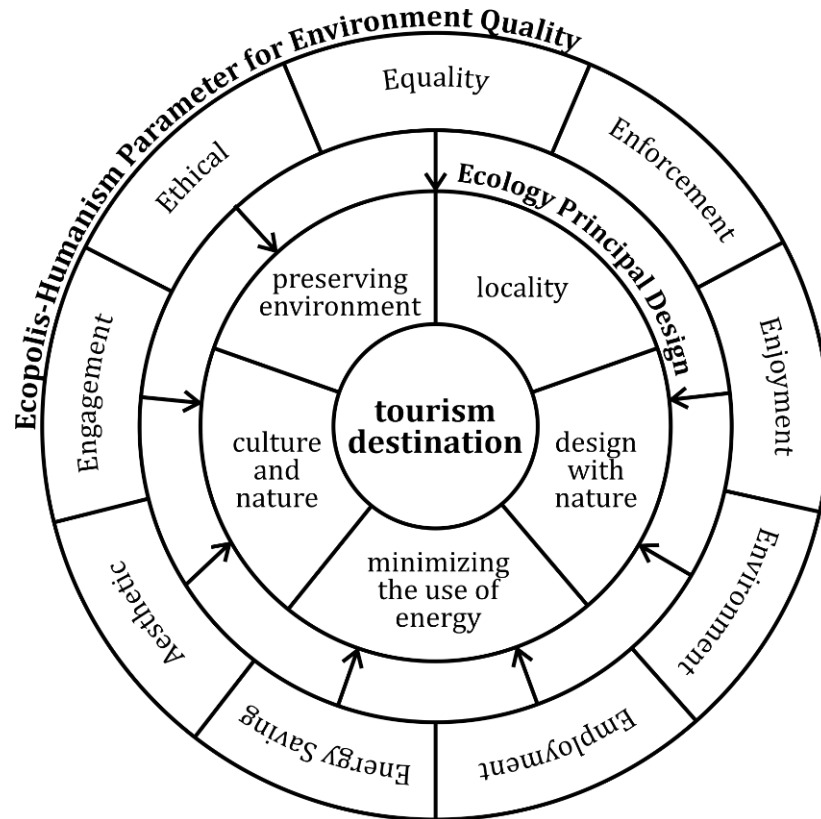 Ecopolis-Humanism Parameter for Environment Quality
Equality
Enforcement
Enjoyment
Environment
Employment
Energy Saving
Aesthetic
Engagement
Ethical
Ecology Principal Design
preserving
environment
locality
design
with
nature
minimizing
the use of
energy
culture
and
nature
tourism
destination